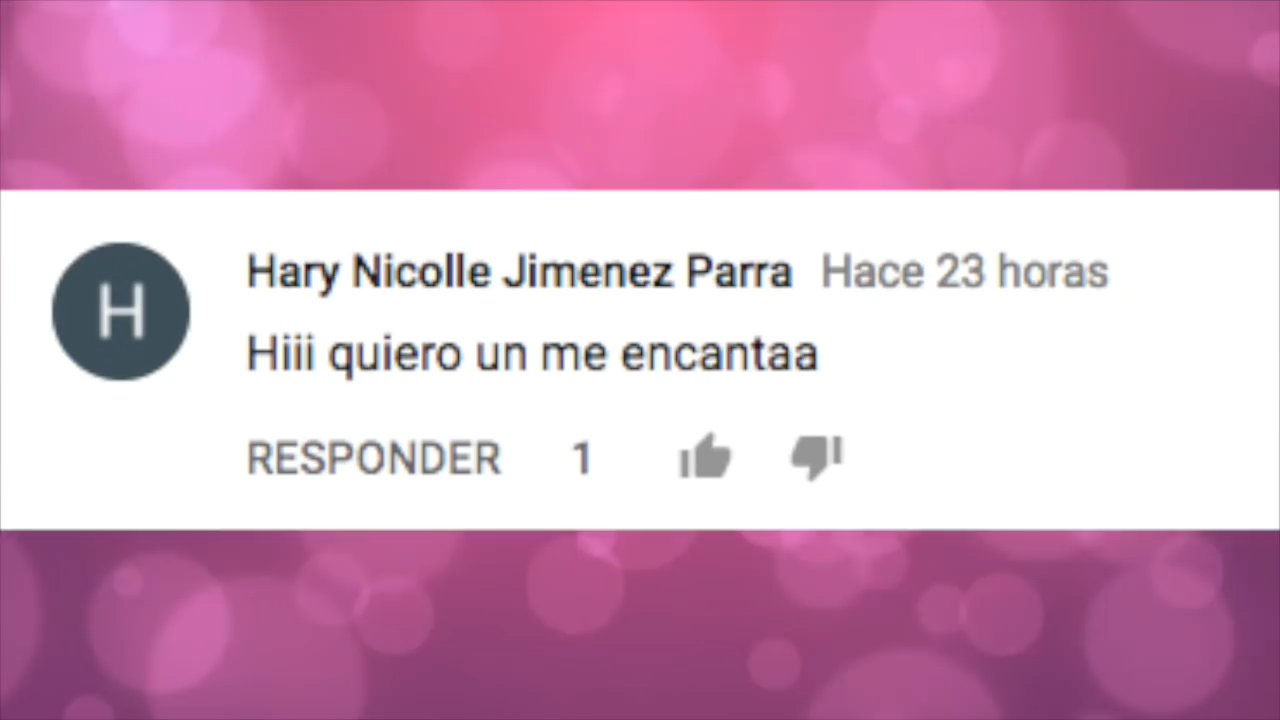 H
Hary Nicolle Jimenez Parra Hace 23 horas
Hiii quiero un me encantaa
RESPONDER 1